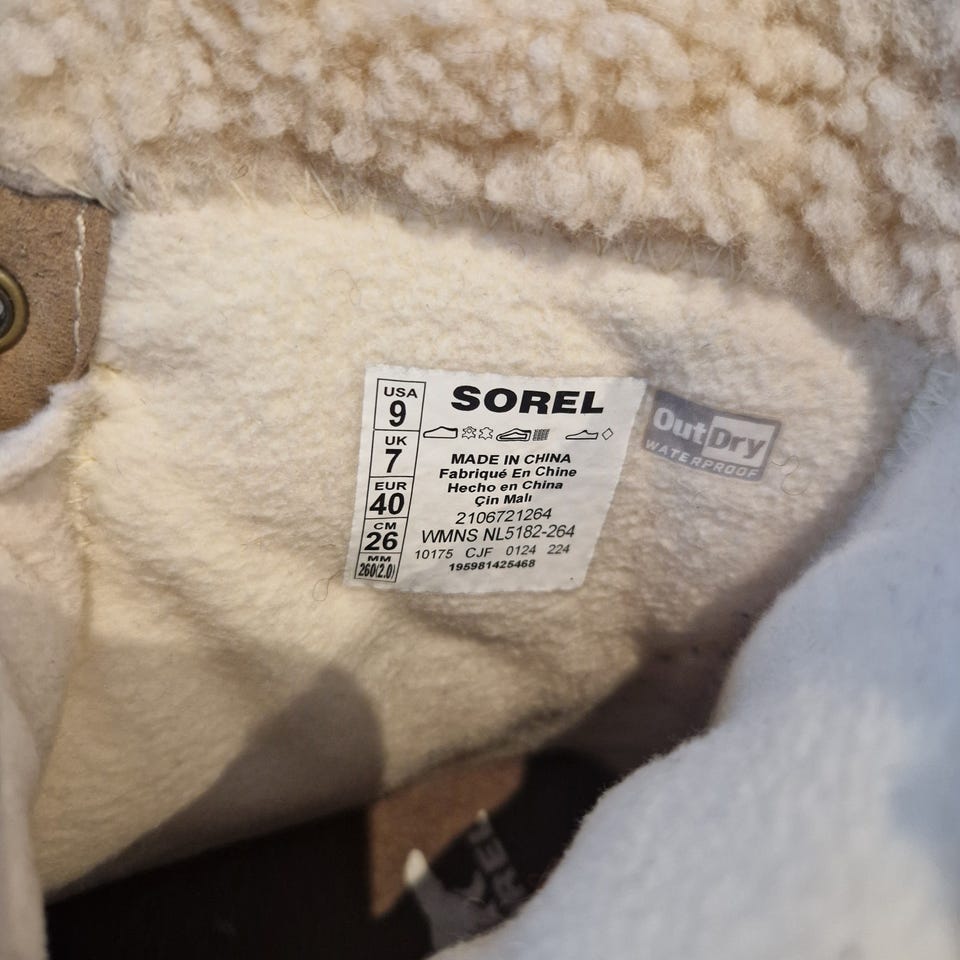 USA
9
UK
7
EUR
40
CM
26
MM
260(2.0)
SOREL
MADE IN CHINA
Fabriqué En Chine
Hecho en China
Çin Malı
2106721264
WMNS NL5182-264
10175 CJF 0124 224
195981425468
OutDry
WATERPROOF